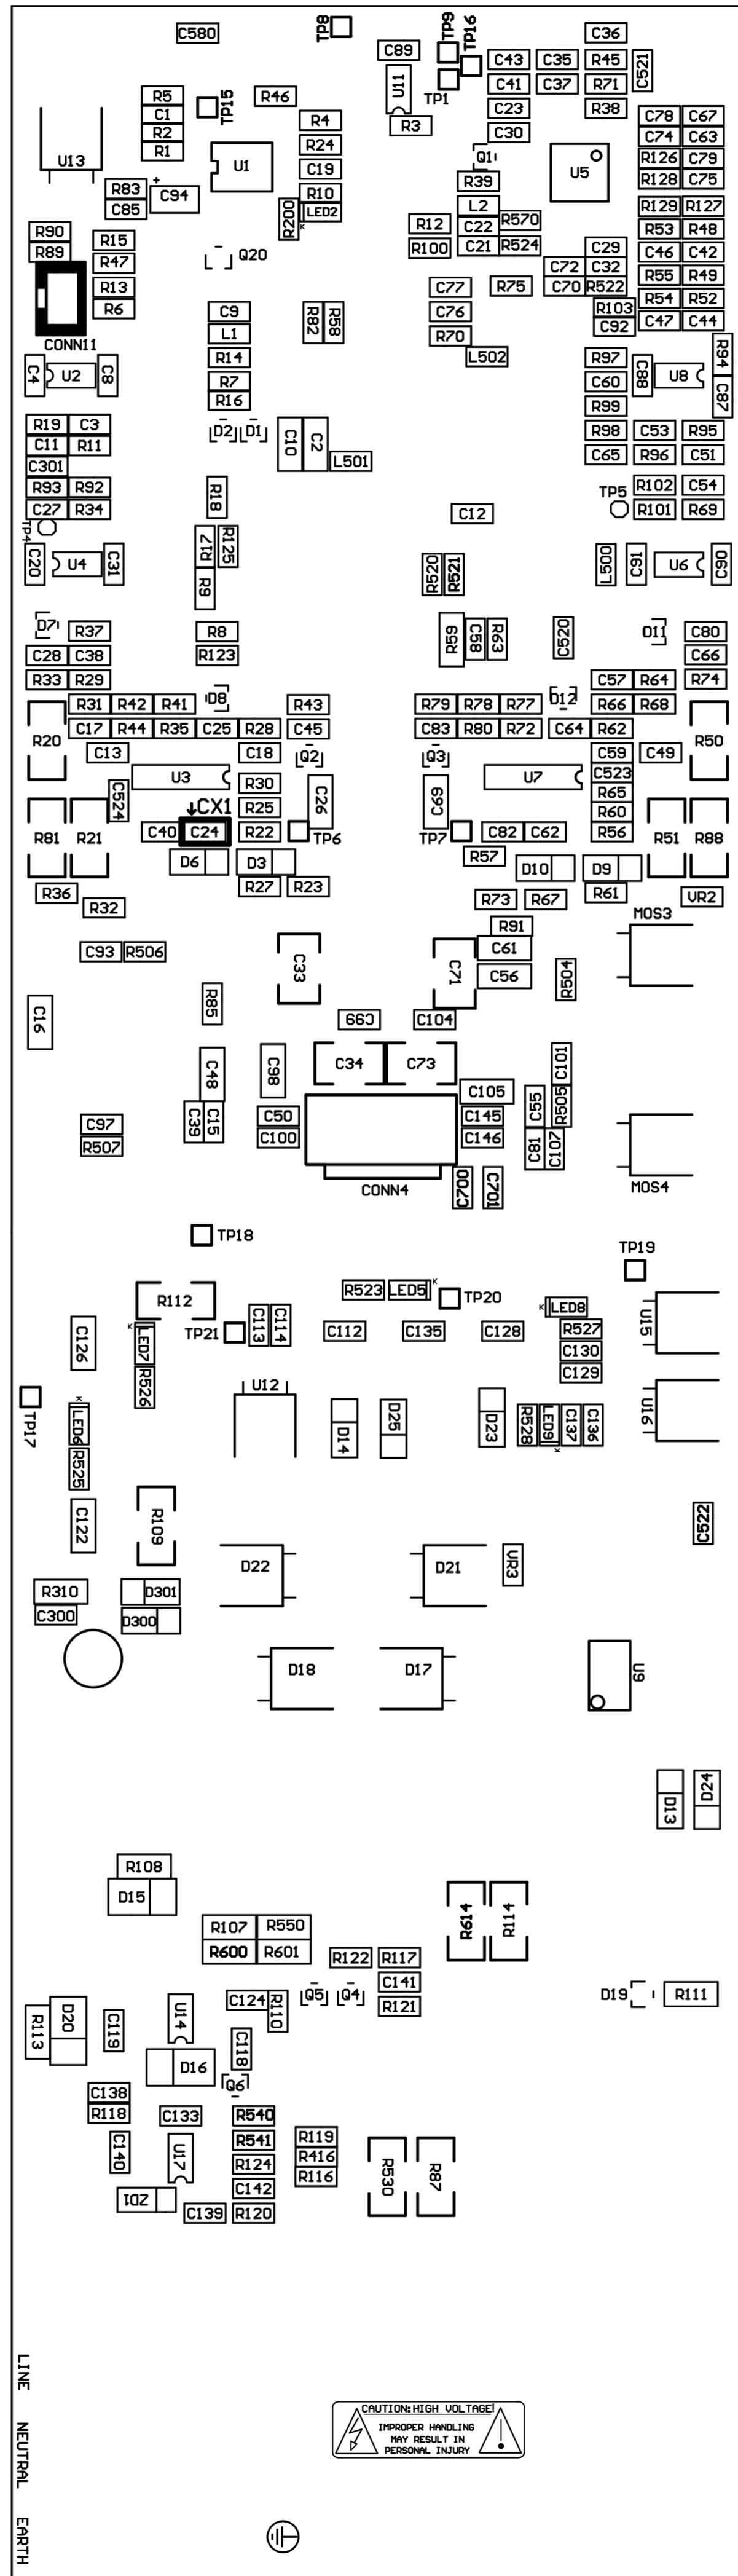 C580
TP8
C89
TP9
TP16
C36
C43
C35
R45
C521
U11
TP1
C41
C37
R71
R5
TP15
R46
C1
R4
C23
R38
C78
C67
R2
R3
C30
C74
C63
R1
R24
U13
U1
C19
Q1
U5
R126
C79
R39
R128
C75
R83
+
C94
R10
C85
R200
LED2
K
L2
R129
R127
R90
R12
C22
R570
R53
R48
R89
R15
R100
C21
R524
C29
C46
C42
R47
Q20
C72
C32
R55
R49
R13
C77
R75
C70
R522
R54
R52
R6
C9
R82
R58
C76
R103
C47
C44
CONN11
L1
R70
C92
R14
L502
R97
C88
R94
C4
U2
C8
R7
C60
U8
C87
R16
R99
R19
C3
D2
D1
C10
C2
R98
C53
R95
C11
R11
C65
R96
C51
C301
L501
R93
R92
R18
TP5
R102
C54
C27
R34
C12
R101
R69
TP4
C20
U4
C31
R17
R125
R9
R520
R521
L500
C91
U6
C90
D7
R37
R8
R59
C58
R63
C520
D11
C80
C28
C38
R123
C66
R33
R29
C57
R64
R74
R31
R42
R41
D8
R43
R79
R78
R77
D12
R66
R68
R20
C17
R44
R35
C25
R28
C45
C83
R80
R72
C64
R62
R50
C13
C18
Q2
Q3
C59
C49
C524
U3
R30
C26
C69
U7
C523
R65
CX1
R25
R60
R81
R21
C40
C24
R22
TP6
TP7
C82
C62
R56
R51
R88
D6
D3
R57
D10
D9
R36
R27
R23
R61
R32
R73
R67
VR2
R91
MOS3
C93
R506
C33
C71
C61
C56
R504
C16
R85
C99
C104
C34
C73
C101
C48
C98
C105
C55
R505
C97
C39
C15
C50
C145
R507
C100
C146
C81
C107
CONN4
C700
C701
MOS4
TP18
TP19
R523
LED5
K
TP20
R112
K
LED8
U15
C126
K
LED7
TP21
C113
C114
C112
C135
C128
R527
C130
R526
C129
U12
TP17
K
LED6
D14
D25
D23
R528
LED9
K
C137
C136
U16
R525
C122
R109
C522
D22
D21
VR3
R310
D301
C300
D300
D18
D17
U9
D13
D24
R108
D15
R614
R114
R107
R550
R600
R601
R122
R117
C141
D19
R111
R113
D20
C119
U14
C124
R110
Q5
Q4
R121
C118
D16
Q6
C138
R118
C133
R540
C140
R541
R119
U17
R124
R416
R530
R87
ZD1
C142
R116
C139
R120
LINE
CAUTION:HIGH VOLTAGE!
IMPROPER HANDLING
MAY RESULT IN
PERSONAL INJURY
NEUTRAL
EARTH